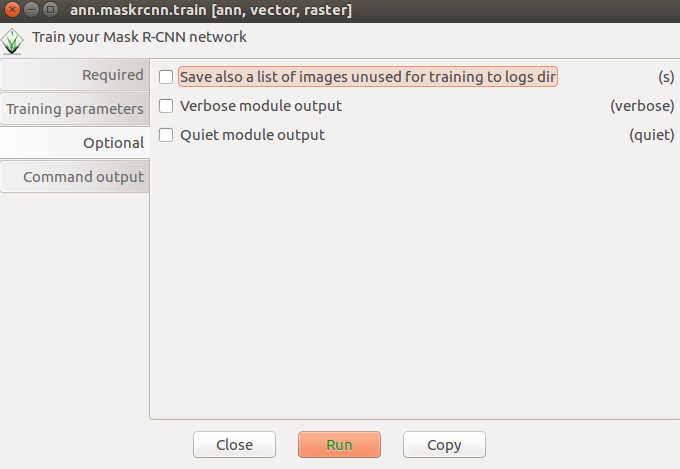 ann.maskrcnn.train [ann, vector, raster]
Train your Mask R-CNN network
Required
Training parameters
Optional
Command output
Save also a list of images unused for training to logs dir (s)
Verbose module output (verbose)
Quiet module output (quiet)
Close Run Copy